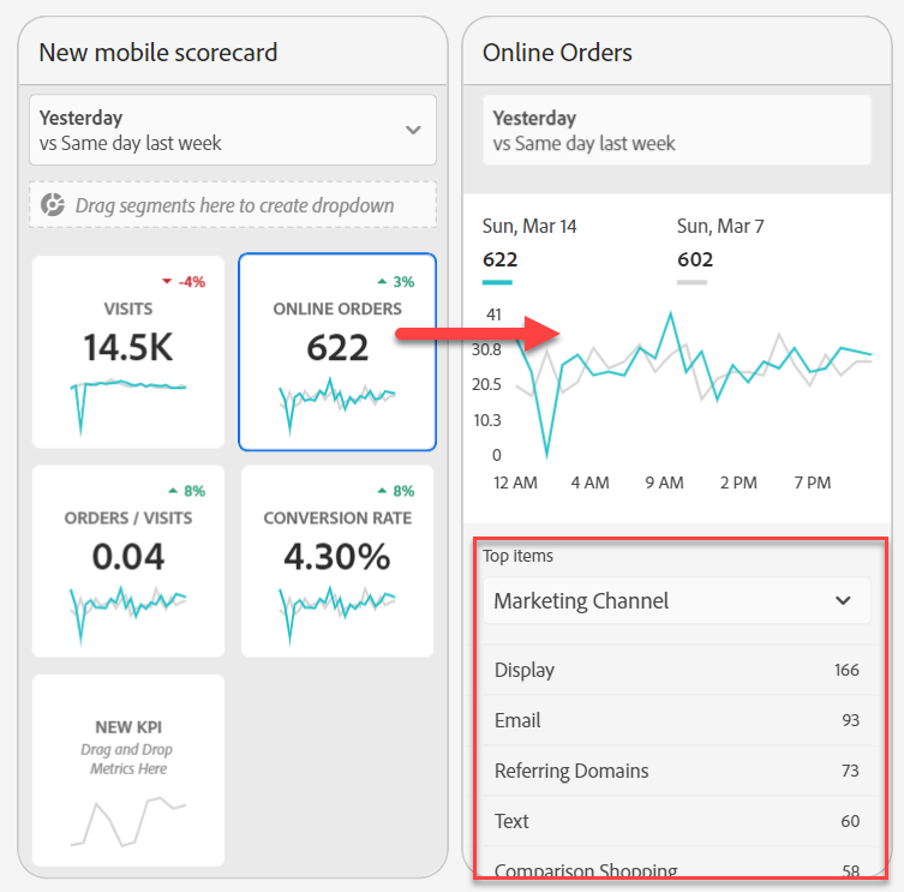 New mobile scorecard
Yesterday
vs Same day last week
Drag segments here to create dropdown
-4%
VISITS
14.5K
3%
ONLINE ORDERS
622
8%
ORDERS / VISITS
0.04
8%
CONVERSION RATE
4.30%
NEW KPI
Drag and Drop
Metrics Here
Online Orders
Yesterday
vs Same day last week
Sun, Mar 14
622
Sun, Mar 7
602
41
30.8
20.5
10.3
0
12 AM 4 AM 9 AM 2 PM 7 PM
Top items
Marketing Channel
Display 166
Email 93
Referring Domains 73
Text 60
Comparison Shopping 58